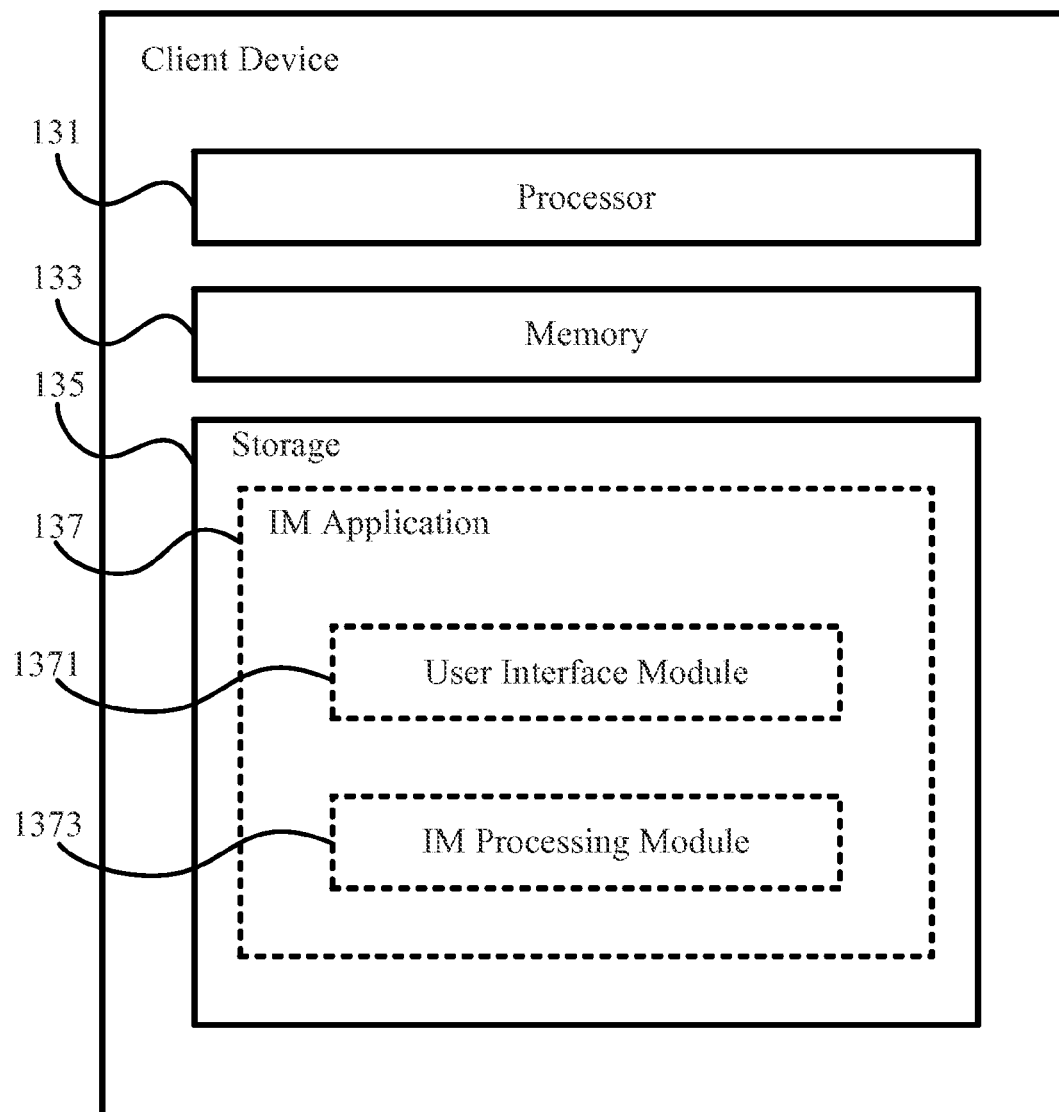 Client Device
131
Processor
133
Memory
135
Storage
137
IM Application
1371
User Interface Module
1373
IM Processing Module